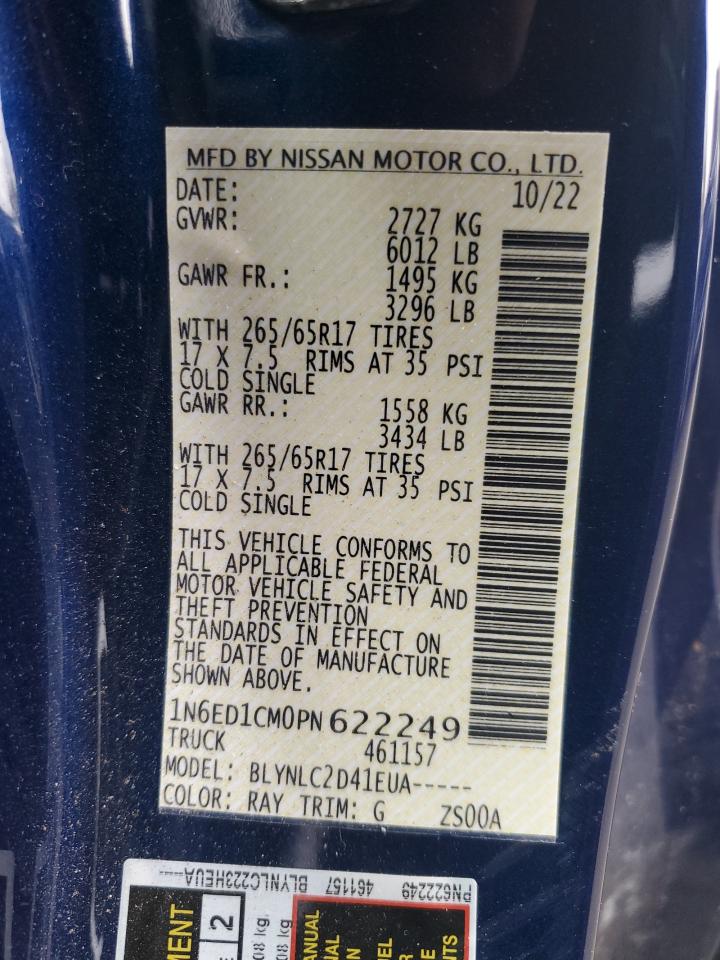 MFD BY NISSAN MOTOR CO., LTD.
DATE: 10/22
GVWR: 2727 KG
6012 LB
GAWR FR.: 1495 KG
3296 LB
WITH 265/65R17 TIRES
17 X 7.5 RIMS AT 35 PSI
COLD SINGLE
GAWR RR.: 1558 KG
3434 LB
WITH 265/65R17 TIRES
17 X 7.5 RIMS AT 35 PSI
COLD SINGLE
THIS VEHICLE CONFORMS TO
ALL APPLICABLE FEDERAL
MOTOR VEHICLE SAFETY AND
THEFT PREVENTION
STANDARDS IN EFFECT ON
THE DATE OF MANUFACTURE
SHOWN ABOVE.
1N6ED1CM0PN622249
TRUCK 461157
MODEL: BLYNLC2D41EUA-----
COLOR: RAY TRIM: G ZS00A
PN622249 461157 BLYNLC223HEUA----
2